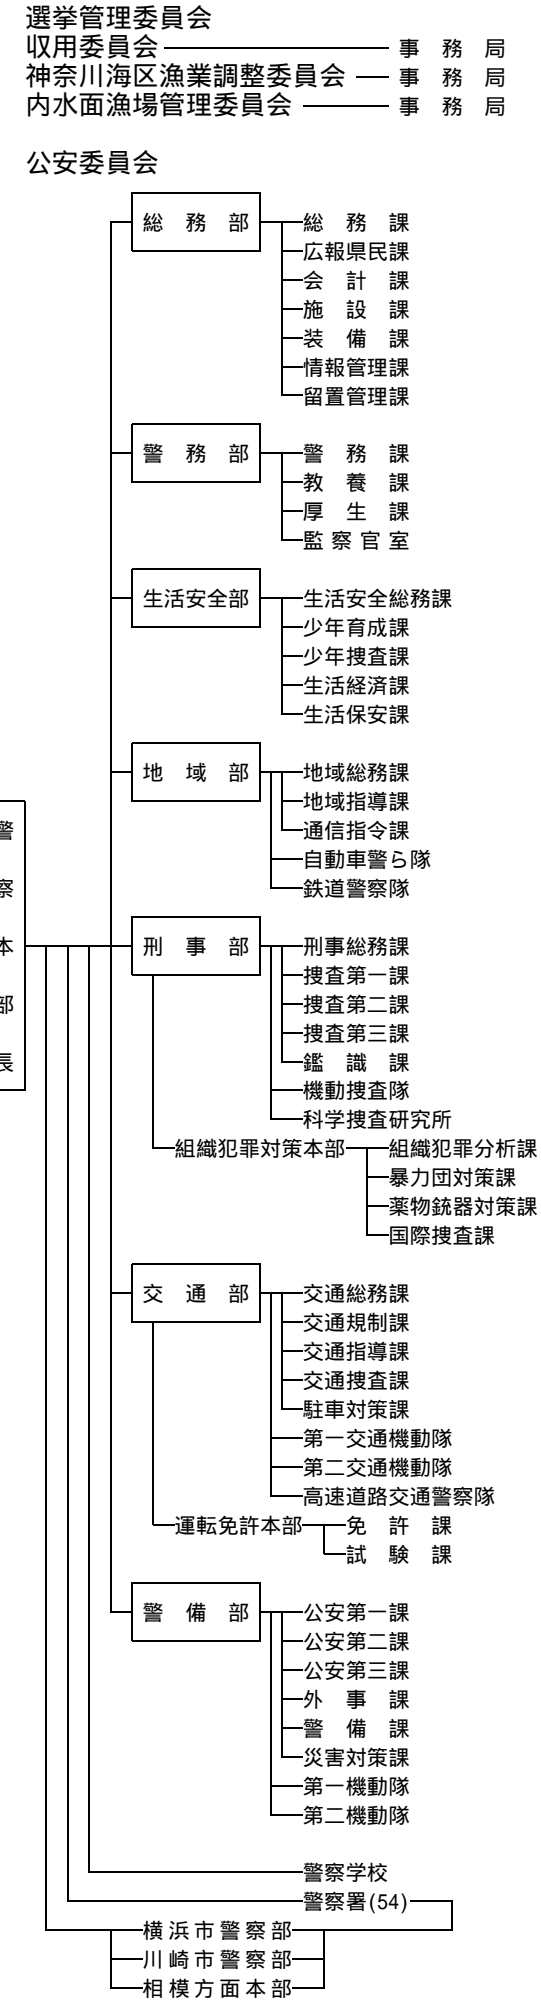 選挙管理委員会
収用委員会 事務局
神奈川海区漁業調整委員会 事務局
内水面漁場管理委員会 事務局
公安委員会
総務部 総務課
広報県民課
会計課
施設課
装備課
情報管理課
留置管理課
警務部 警務課
教養課
厚生課
監察官室
生活安全部 生活安全総務課
少年育成課
少年捜査課
生活経済課
生活保安課
地域部 地域総務課
地域指導課
通信指令課
自動車警ら隊
鉄道警察隊
警察本部長
刑事部 刑事総務課
捜査第一課
捜査第二課
捜査第三課
鑑識課
機動捜査隊
科学捜査研究所
組織犯罪対策本部 組織犯罪分析課
暴力団対策課
薬物銃器対策課
国際捜査課
交通部 交通総務課
交通規制課
交通指導課
交通捜査課
駐車対策課
第一交通機動隊
第二交通機動隊
高速道路交通警察隊
運転免許本部 免許課
試験課
警備部 公安第一課
公安第二課
公安第三課
外事課
警備課
災害対策課
第一機動隊
第二機動隊
警察学校
警察署(54)
横浜市警察部
川崎市警察部
相模方面本部